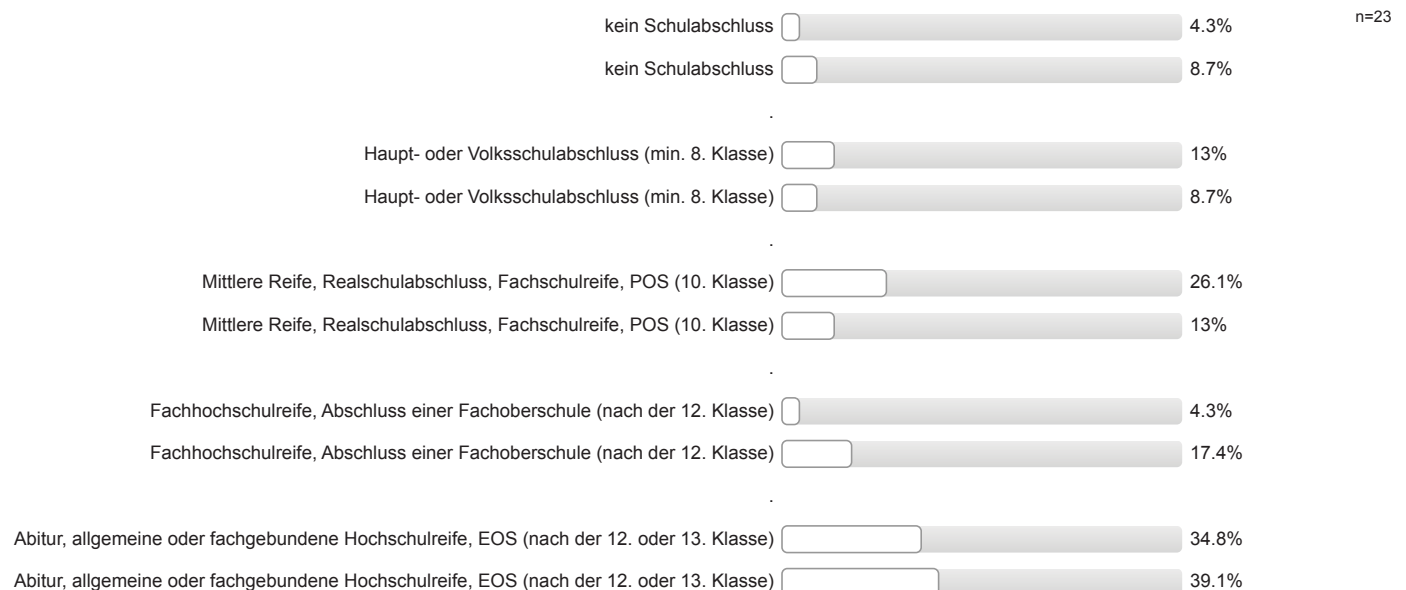 kein Schulabschluss 4.3% n=23
kein Schulabschluss 8.7%
.
Haupt- oder Volksschulabschluss (min. 8. Klasse) 13%
Haupt- oder Volksschulabschluss (min. 8. Klasse) 8.7%
.
Mittlere Reife, Realschulabschluss, Fachschulreife, POS (10. Klasse) 26.1%
Mittlere Reife, Realschulabschluss, Fachschulreife, POS (10. Klasse) 13%
.
Fachhochschulreife, Abschluss einer Fachoberschule (nach der 12. Klasse) 4.3%
Fachhochschulreife, Abschluss einer Fachoberschule (nach der 12. Klasse) 17.4%
.
Abitur, allgemeine oder fachgebundene Hochschulreife, EOS (nach der 12. oder 13. Klasse) 34.8%
Abitur, allgemeine oder fachgebundene Hochschulreife, EOS (nach der 12. oder 13. Klasse) 39.1%